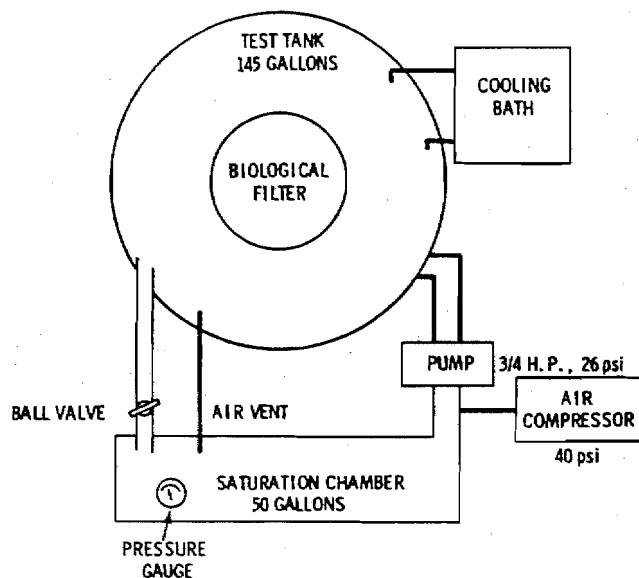 TEST TANK
145 GALLONS
COOLING
BATH
BIOLOGICAL
FILTER
PUMP
3/4 H.P., 26 psi
BALL VALVE
AIR VENT
AIR
COMPRESSOR
40 psi
SATURATION CHAMBER
50 GALLONS
PRESSURE
GAUGE